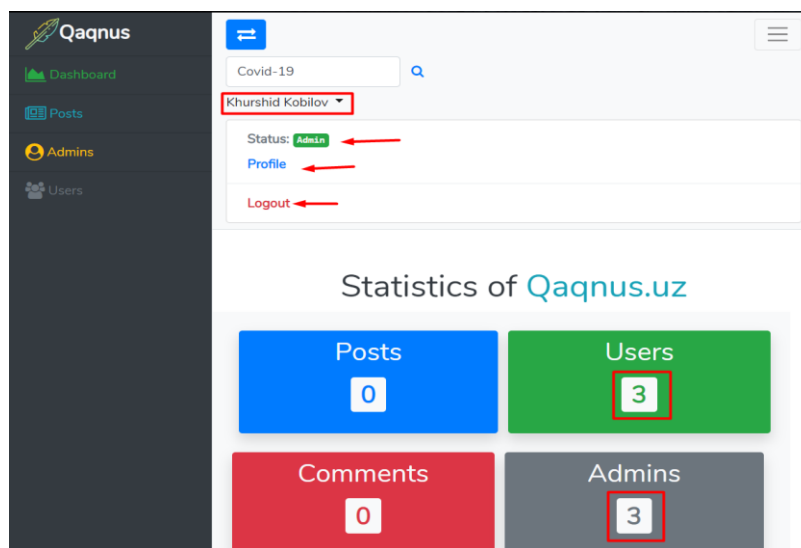 Qaqnus
Dashboard
Posts
Admins
Users
Covid-19
Khurshid Kobilov
Status: Admin
Profile
Logout
Statistics of Qaqnus.uz
Posts
0
Users
3
Comments
0
Admins
3